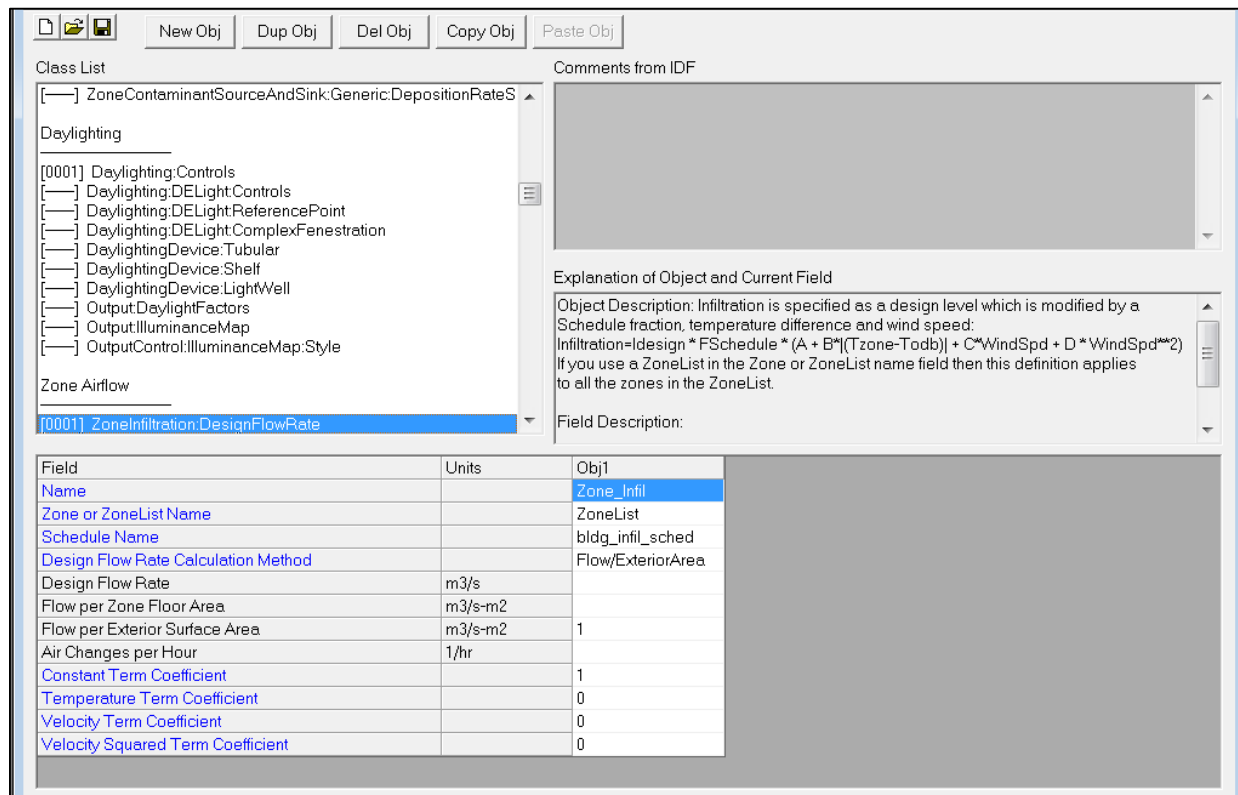 New Obj Dup Obj Del Obj Copy Obj Paste Obj
Class List
[-----] ZoneContaminantSourceAndSink:Generic:DepositionRateS
Daylighting
[0001] Daylighting:Controls
[-----] Daylighting:DELight:Controls
[-----] Daylighting:DELight:ReferencePoint
[-----] Daylighting:DELight:ComplexFenestration
[-----] DaylightingDevice:Tubular
[-----] DaylightingDevice:Shelf
[-----] DaylightingDevice:LightWell
[-----] Output:DaylightFactors
[-----] Output:IlluminanceMap
[-----] OutputControl:IlluminanceMap:Style
Zone Airflow
[0001] ZoneInfiltration:DesignFlowRate
Comments from IDF
Explanation of Object and Current Field
Object Description: Infiltration is specified as a design level which is modified by a
Schedule fraction, temperature difference and wind speed:
Infiltration=Idesign * FSchedule * (A + B*|(Tzone-Todb)| + C*WindSpd + D * WindSpd**2)
If you use a ZoneList in the Zone or ZoneList name field then this definition applies
to all the zones in the ZoneList.
Field Description:
Field Units Obj1
Name Zone_Infil
Zone or ZoneList Name ZoneList
Schedule Name bldg_infil_sched
Design Flow Rate Calculation Method Flow/ExteriorArea
Design Flow Rate m3/s
Flow per Zone Floor Area m3/s-m2
Flow per Exterior Surface Area m3/s-m2 1
Air Changes per Hour 1/hr
Constant Term Coefficient 1
Temperature Term Coefficient 0
Velocity Term Coefficient 0
Velocity Squared Term Coefficient 0